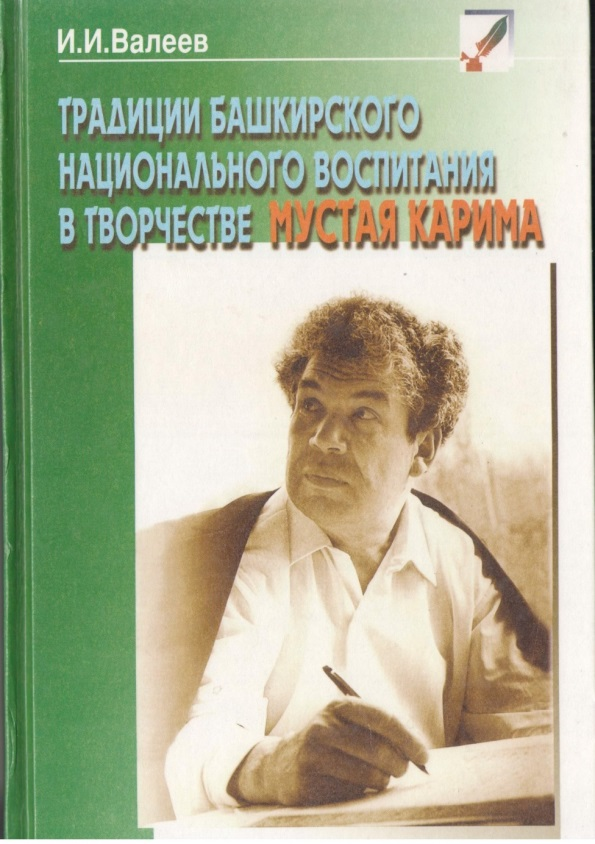 И.И.Валеев
ТРАДИЦИИ БАШКИРСКОГО
НАЦИОНАЛЬНОГО ВОСПИТАНИЯ
В ТВОРЧЕСТВЕ МУСТАЯ КАРИМА